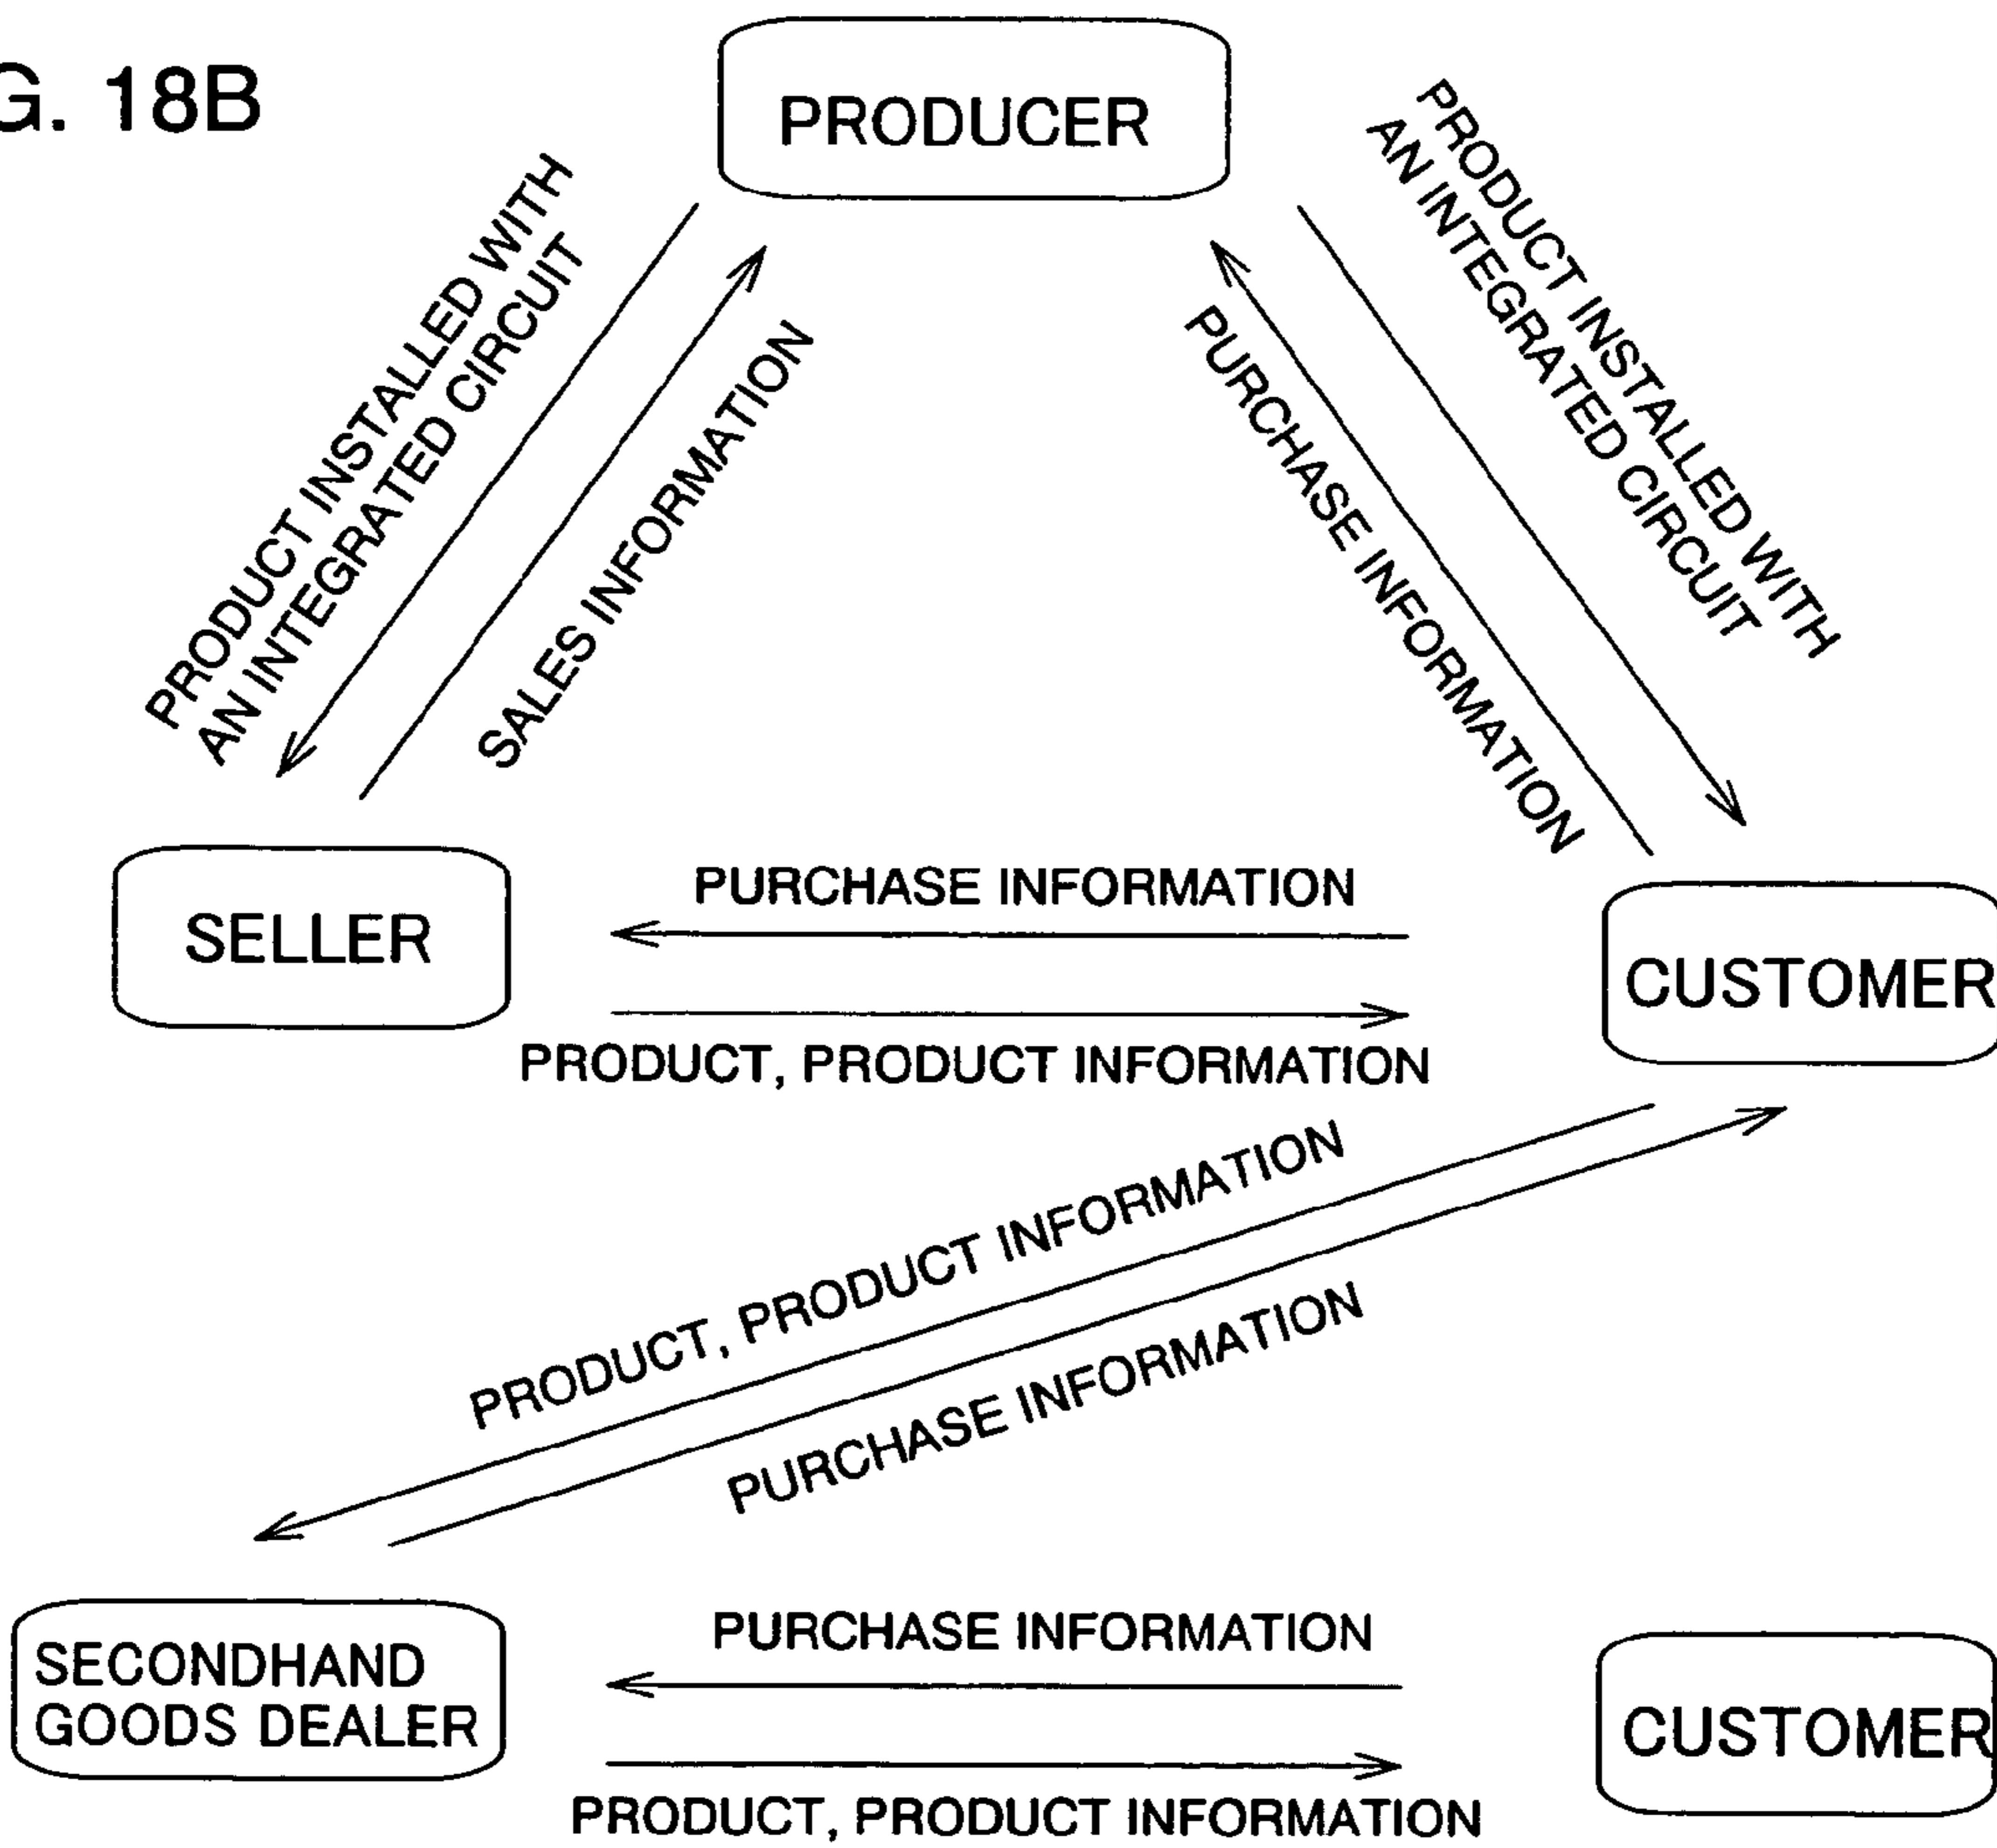 G. 18B
PRODUCER
PRODUCT INSTALLED WITH
AN INTEGRATED CIRCUIT
SALES INFORMATION
PURCHASE INFORMATION
PRODUCT INSTALLED WITH
AN INTEGRATED CIRCUIT
SELLER
PURCHASE INFORMATION
PRODUCT, PRODUCT INFORMATION
CUSTOMER
PRODUCT, PRODUCT INFORMATION
PURCHASE INFORMATION
SECONDHAND
GOODS DEALER
PURCHASE INFORMATION
PRODUCT, PRODUCT INFORMATION
CUSTOMER